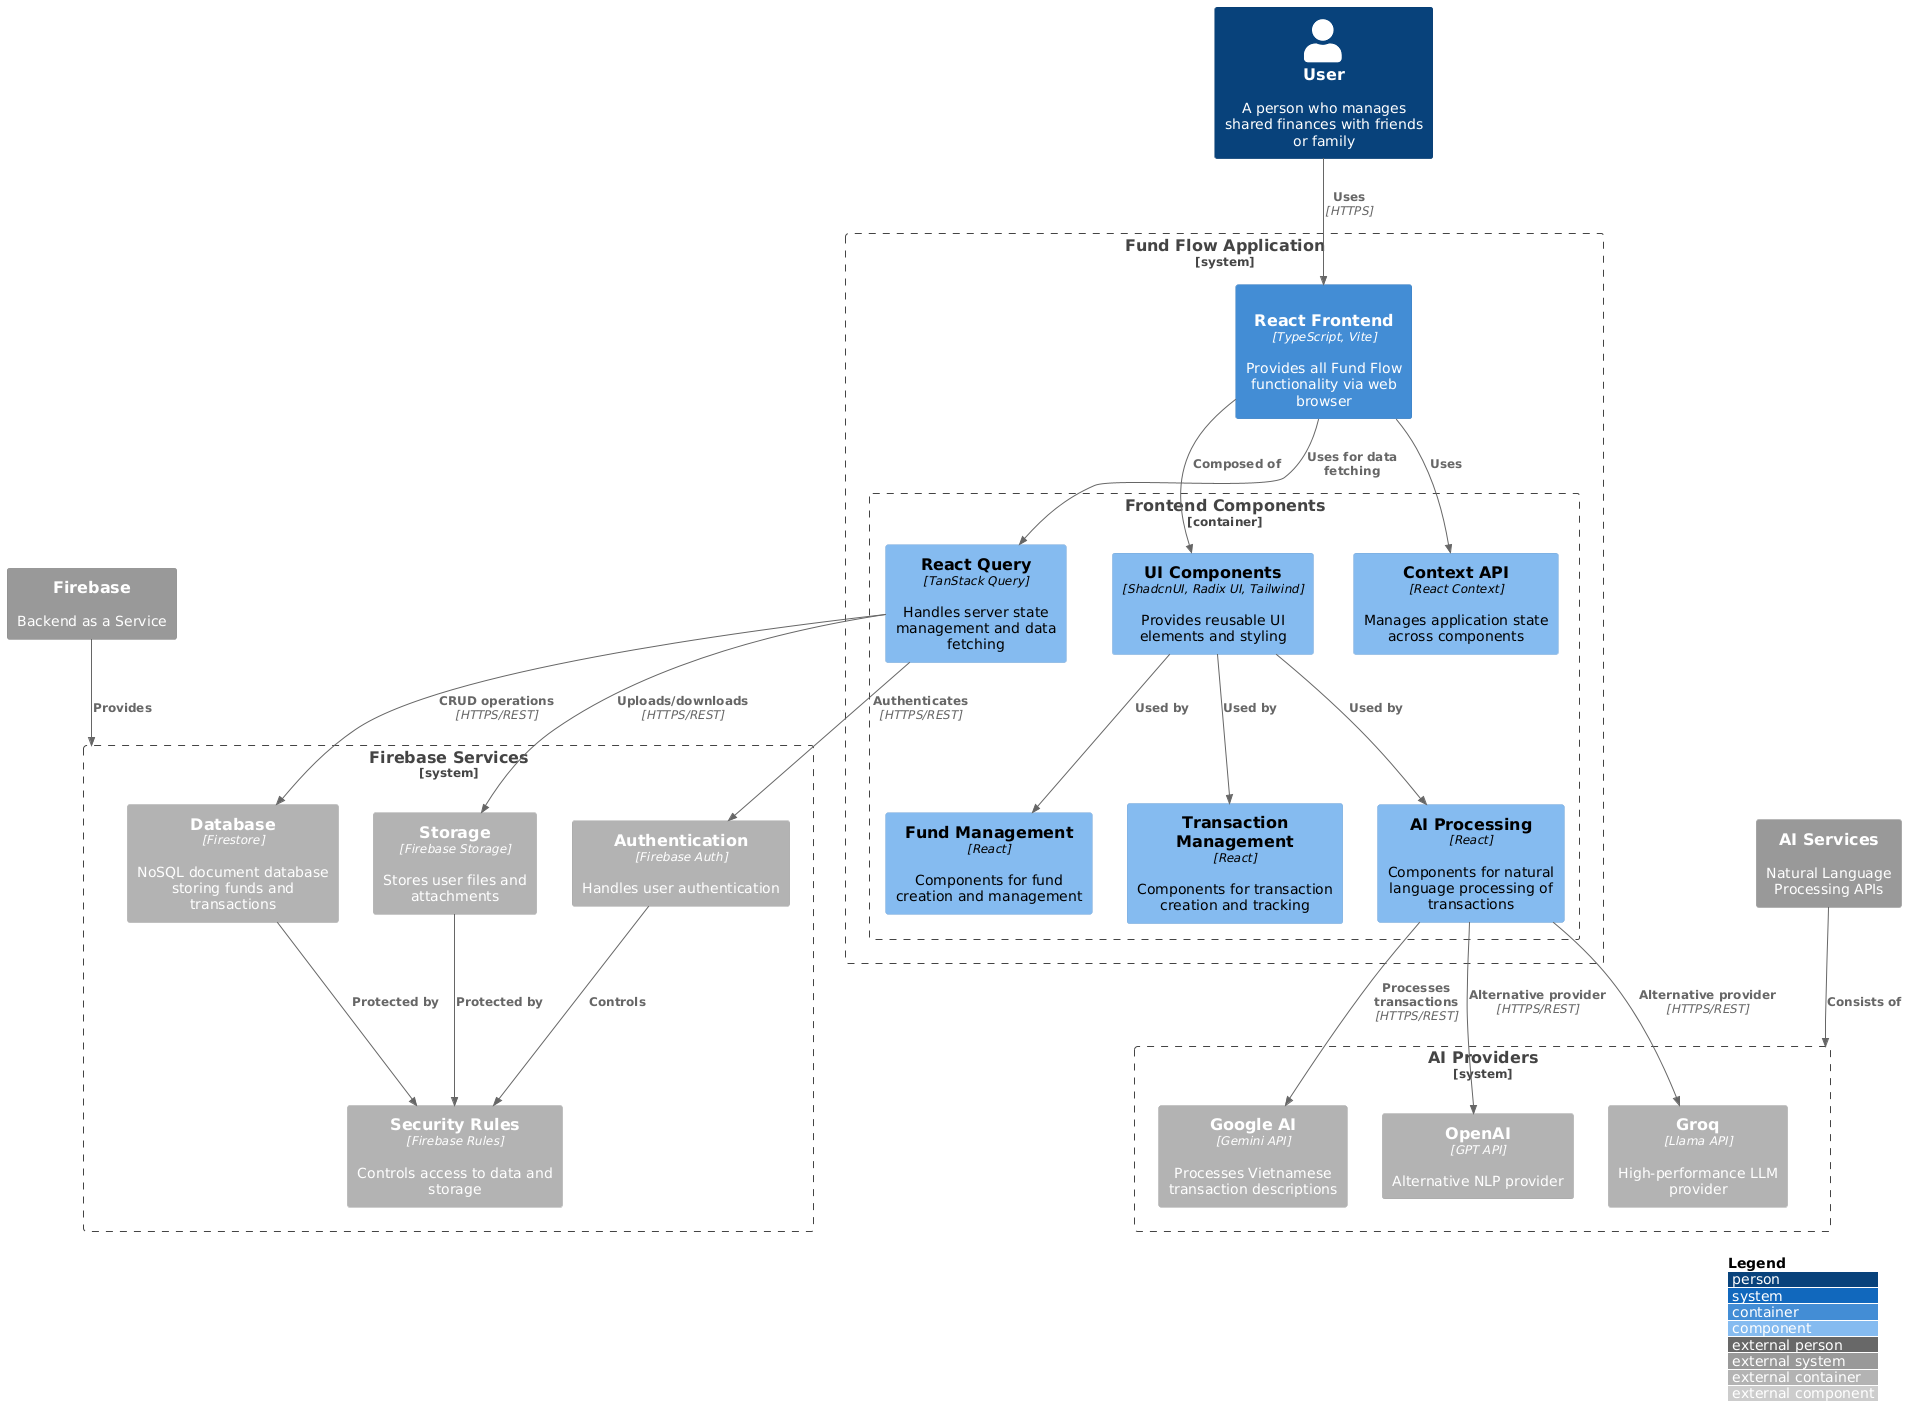 User
A person who manages
shared finances with friends
or family
Uses
[HTTPS]
Fund Flow Application
[system]
React Frontend
[TypeScript, Vite]
Provides all Fund Flow
functionality via web
browser
Composed of
Uses for data
fetching
Uses
Frontend Components
[container]
React Query
[TanStack Query]
Handles server state
management and data
fetching
UI Components
[ShadcnUI, Radix UI, Tailwind]
Provides reusable UI
elements and styling
Context API
[React Context]
Manages application state
across components
Firebase
Backend as a Service
Provides
CRUD operations
[HTTPS/REST]
Uploads/downloads
[HTTPS/REST]
Authenticates
[HTTPS/REST]
Used by
Used by
Used by
Firebase Services
[system]
Database
[Firestore]
NoSQL document database
storing funds and
transactions
Storage
[Firebase Storage]
Stores user files and
attachments
Authentication
[Firebase Auth]
Handles user authentication
Fund Management
[React]
Components for fund
creation and management
Transaction
Management
[React]
Components for transaction
creation and tracking
AI Processing
[React]
Components for natural
language processing of
transactions
AI Services
Natural Language
Processing APIs
Protected by
Protected by
Controls
Processes
transactions
[HTTPS/REST]
Alternative provider
[HTTPS/REST]
Alternative provider
[HTTPS/REST]
Consists of
Security Rules
[Firebase Rules]
Controls access to data and
storage
AI Providers
[system]
Google AI
[Gemini API]
Processes Vietnamese
transaction descriptions
OpenAI
[GPT API]
Alternative NLP provider
Groq
[Llama API]
High-performance LLM
provider
Legend
person
system
container
component
external person
external system
external container
external component